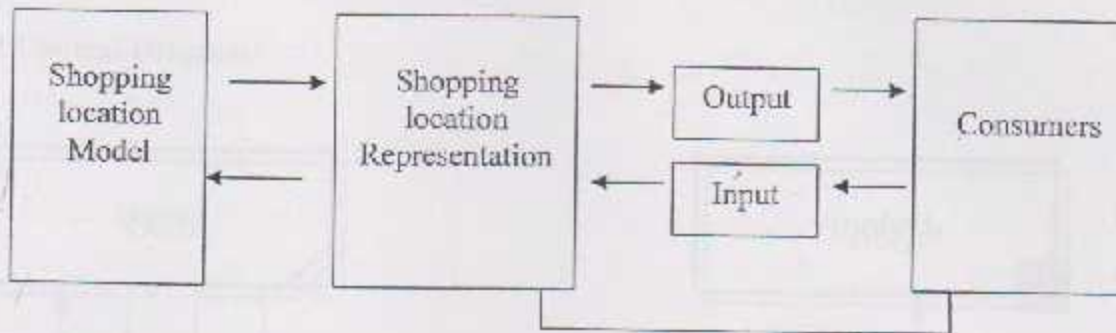 Shopping
location
Model
Shopping
location
Representation
Output
Input
Consumers